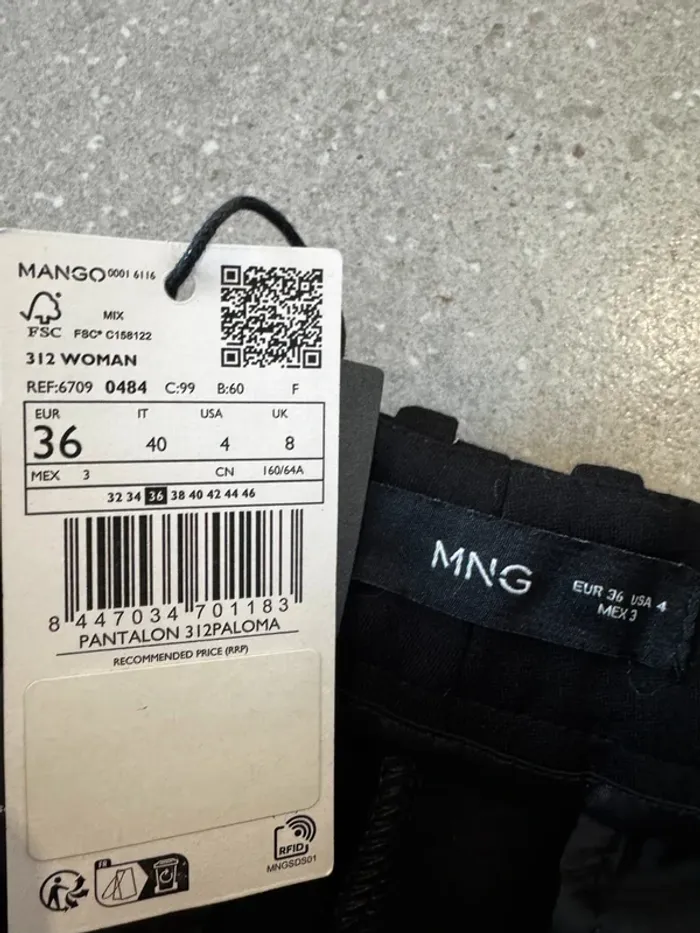 MANGO 0001 6116
FSC
MIX
FSC® C158122
312 WOMAN
REF:6709 0484 C:99 B:60 F
EUR IT USA UK
36 40 4 8
MEX 3 CN 160/64A
32 34 36 38 40 42 44 46
8 447034 701183
PANTALON 312PALOMA
RECOMMENDED PRICE (RRP)
RFID
MNGSDS01
FR
MNG
EUR 36 USA 4
MEX 3